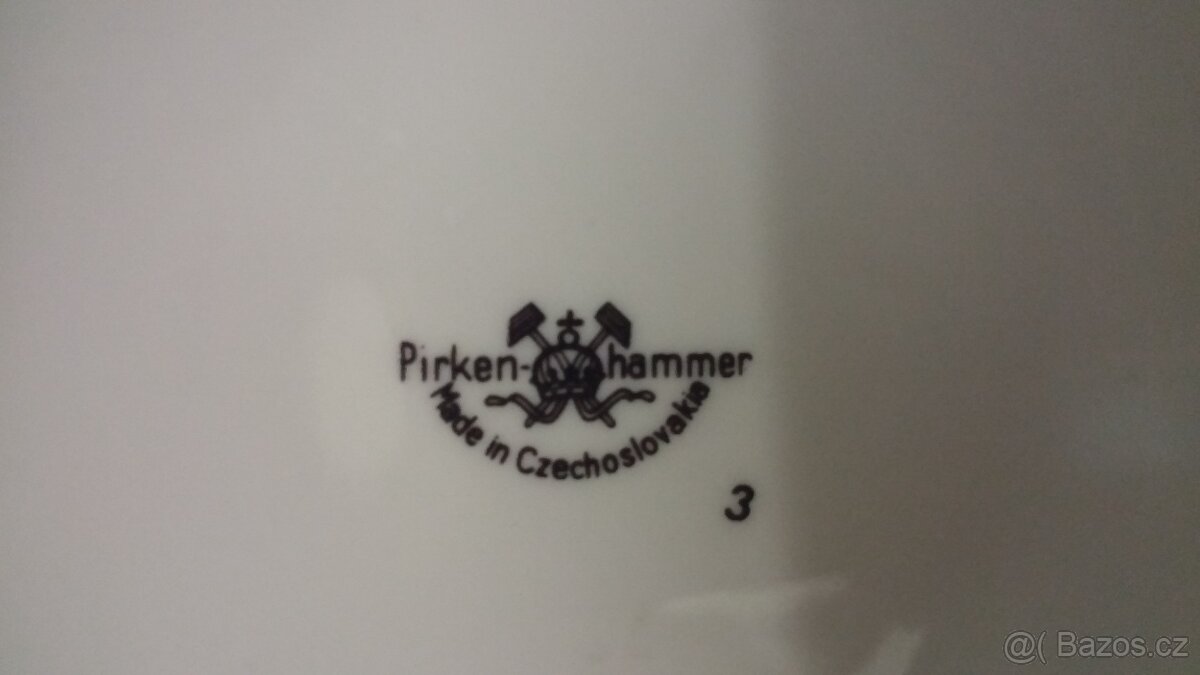 Pirken-hammer
Made in Czechoslovakia
3
@( Bazos.cz